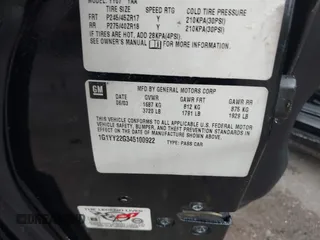 TIRE SIZE SPEED RTG COLD TIRE PRESSURE
FRT P245/45ZR17 Y 210KPA(30PSI)
RR P275/40ZR18 Y 210KPA(30PSI)
IF TIRES ARE HOT, ADD 28KPA(4PSI)
SEE OWNER'S MANUAL FOR ADDITIONAL INFORMATION
GM
MFD BY GENERAL MOTORS CORP
DATE GVWR GAWR FRT GAWR RR
06/03 1687 KG 812 KG 875 KG
3720 LB 1791 LB 1929 LB
THIS VEHICLE CONFORMS TO ALL APPLICABLE U.S. FEDERAL MOTOR
VEHICLE SAFETY, BUMPER, AND THEFT PREVENTION STANDARDS IN
EFFECT ON THE DATE OF MANUFACTURE SHOWN ABOVE.
1G1YY22G345100922
TYPE: PASS CAR
THE LEGEND LIVES